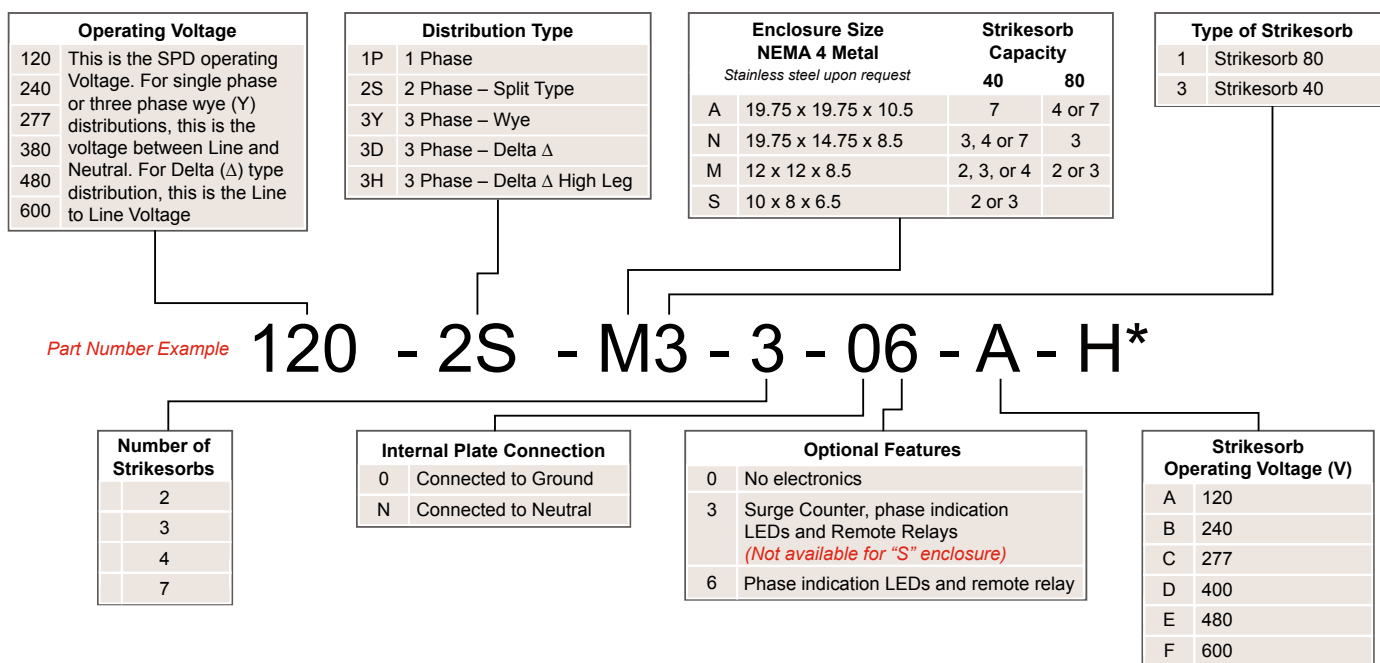 Operating Voltage
120
240
277
380
480
600
This is the SPD operating
Voltage. For single phase
or three phase wye (Y)
distributions, this is the
voltage between Line and
Neutral. For Delta (Δ) type
distribution, this is the Line
to Line Voltage
Distribution Type
1P 1 Phase
2S 2 Phase – Split Type
3Y 3 Phase – Wye
3D 3 Phase – Delta Δ
3H 3 Phase – Delta Δ High Leg
Enclosure Size
NEMA 4 Metal
Stainless steel upon request
Strikesorb
Capacity
40 80
A 19.75 x 19.75 x 10.5 7 4 or 7
N 19.75 x 14.75 x 8.5 3, 4 or 7 3
M 12 x 12 x 8.5 2, 3, or 4 2 or 3
S 10 x 8 x 6.5 2 or 3
Type of Strikesorb
1 Strikesorb 80
3 Strikesorb 40
Part Number Example 120 - 2S - M3 - 3 - 06 - A - H*
Number of
Strikesorbs
2
3
4
7
Internal Plate Connection
0 Connected to Ground
N Connected to Neutral
Optional Features
0 No electronics
3 Surge Counter, phase indication
LEDs and Remote Relays
(Not available for “S” enclosure)
6 Phase indication LEDs and remote relay
Strikesorb
Operating Voltage (V)
A 120
B 240
C 277
D 400
E 480
F 600